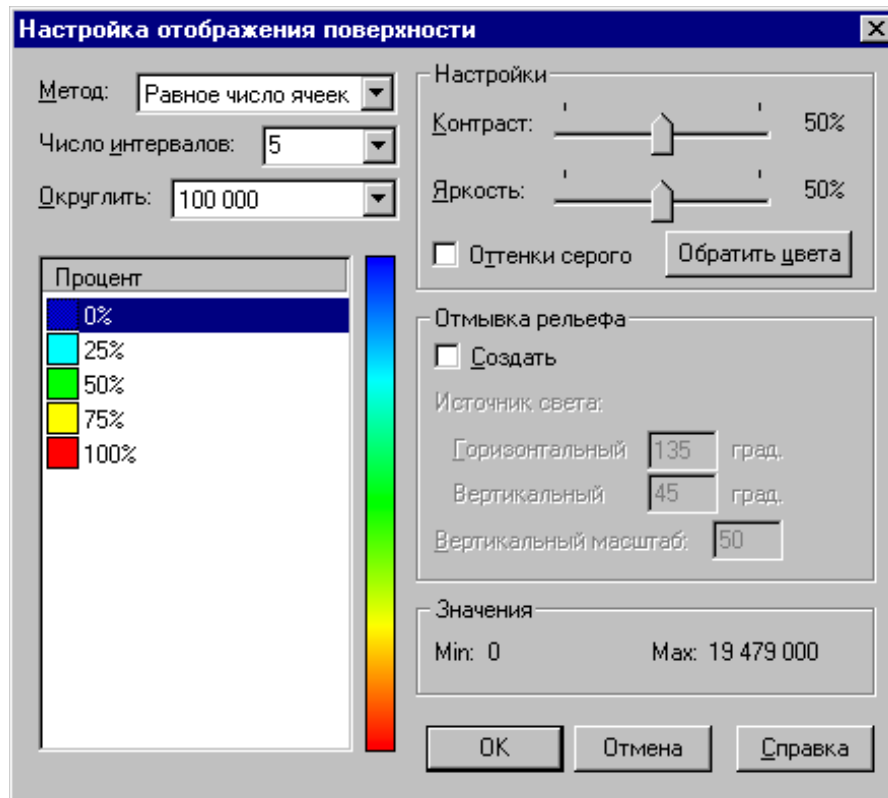 Настройка отображения поверхности
Метод: Равное число ячеек
Число интервалов: 5
Округлить: 100 000
Процент
0%
25%
50%
75%
100%
Настройки
Контраст: 50%
Яркость: 50%
Оттенки серого Обратить цвета
Отмывка рельефа
Создать
Источник света:
Горизонтальный 135 град.
Вертикальный 45 град.
Вертикальный масштаб: 50
Значения
Min: 0 Max: 19 479 000
OK Отмена Справка